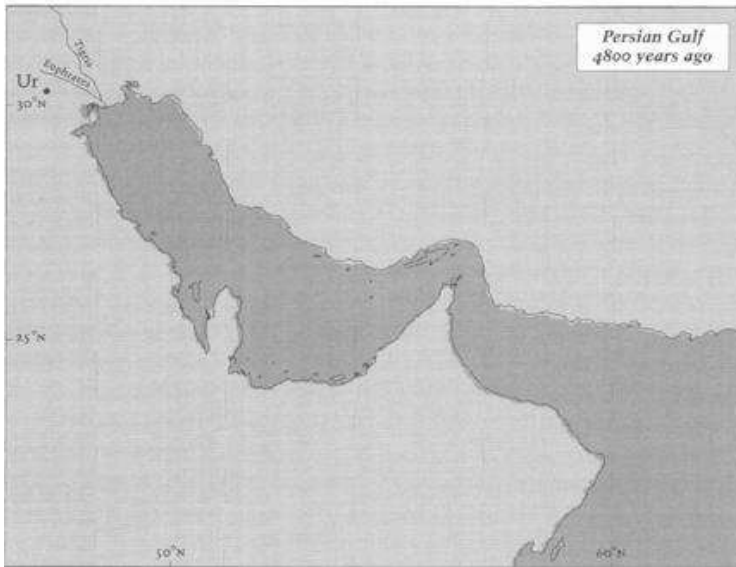 Persian Gulf
4800 years ago
Tigris
Euphrates
Ur
30°N
25°N
50°N
60°N